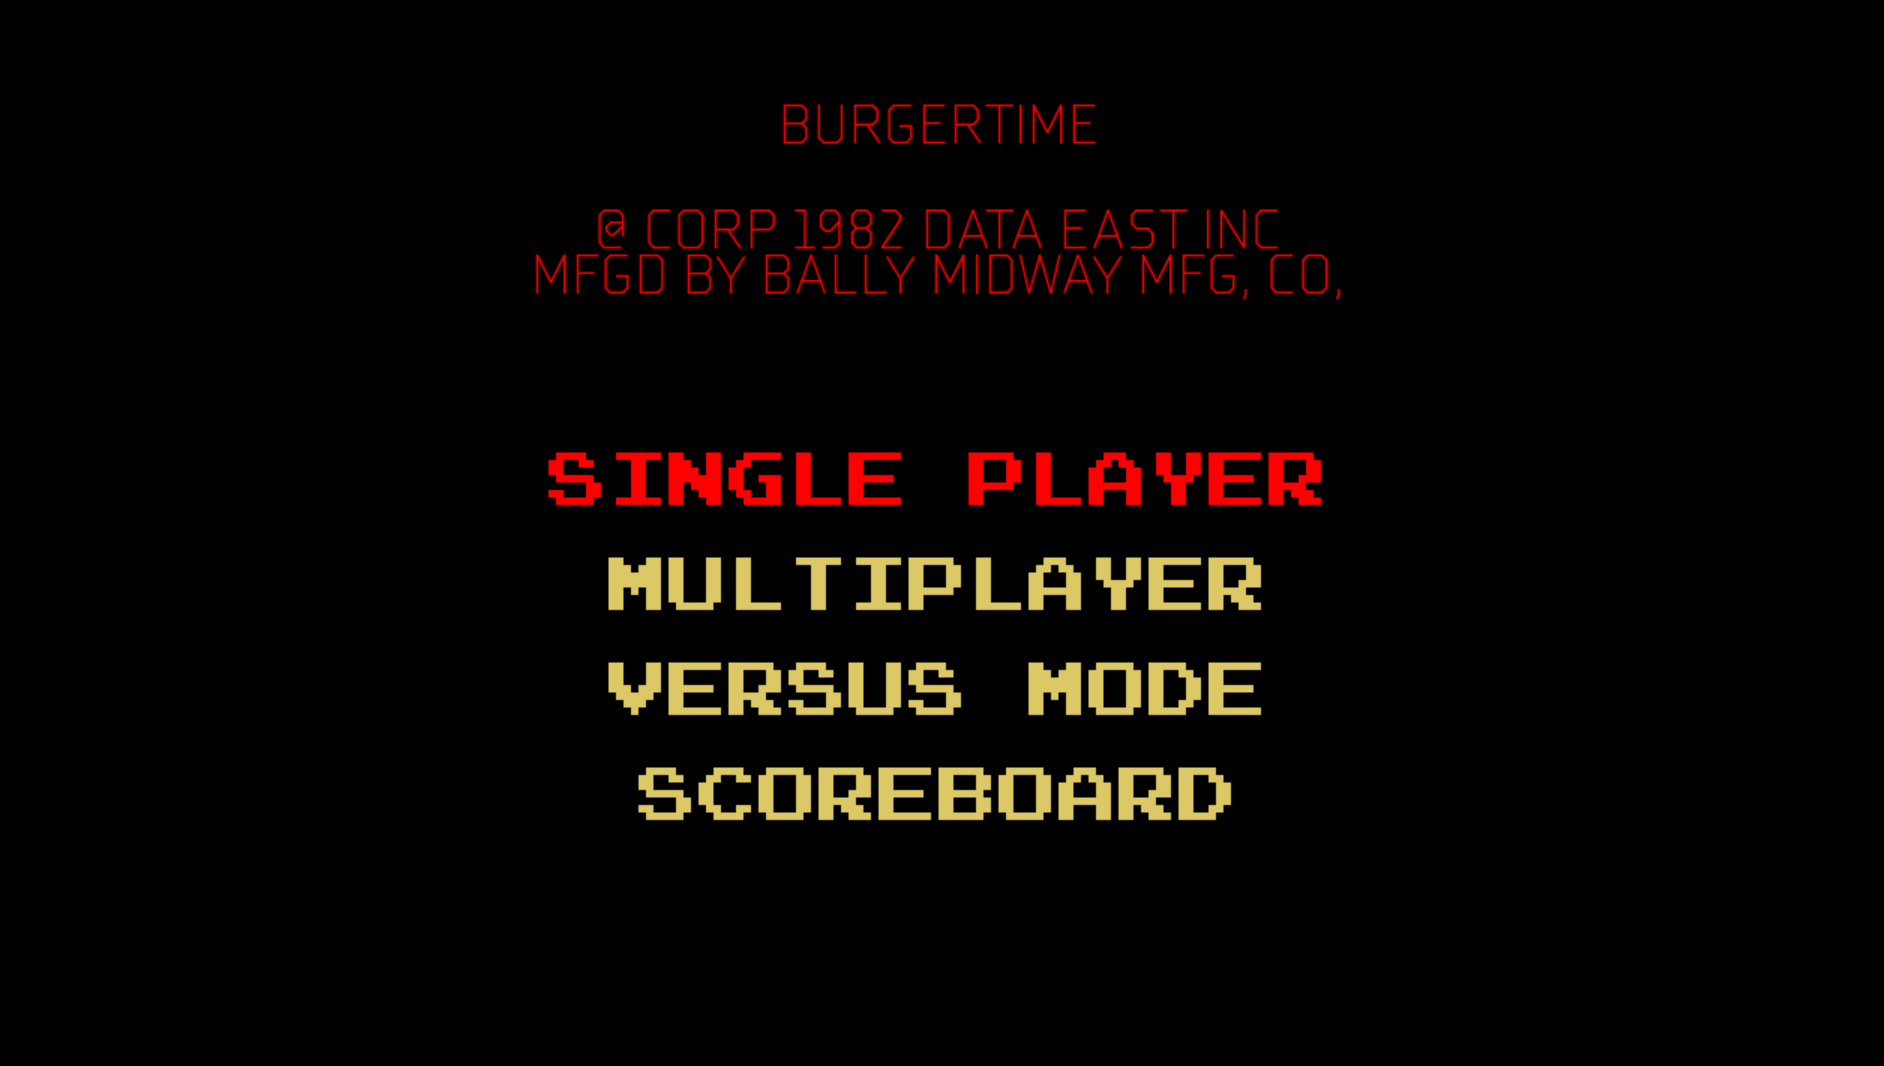 BURGERTIME
@ CORP 1982 DATA EAST INC
MFGD BY BALLY MIDWAY MFG, CO,
SINGLE PLAYER
MULTIPLAYER
VERSUS MODE
SCOREBOARD